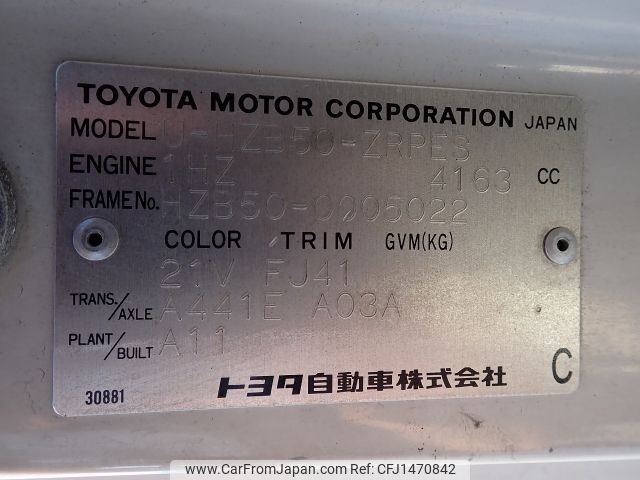 TOYOTA MOTOR CORPORATION JAPAN
MODEL U-HZB50-ZRPES
ENGINE 1HZ 4163 CC
FRAME No. HZB50-0005022
COLOR / TRIM GVM(KG)
21V FJ41
TRANS./AXLE A441E A03A
PLANT/BUILT A11
30881 トヨタ自動車株式会社 C
www.CarFromJapan.com CFJ1470842